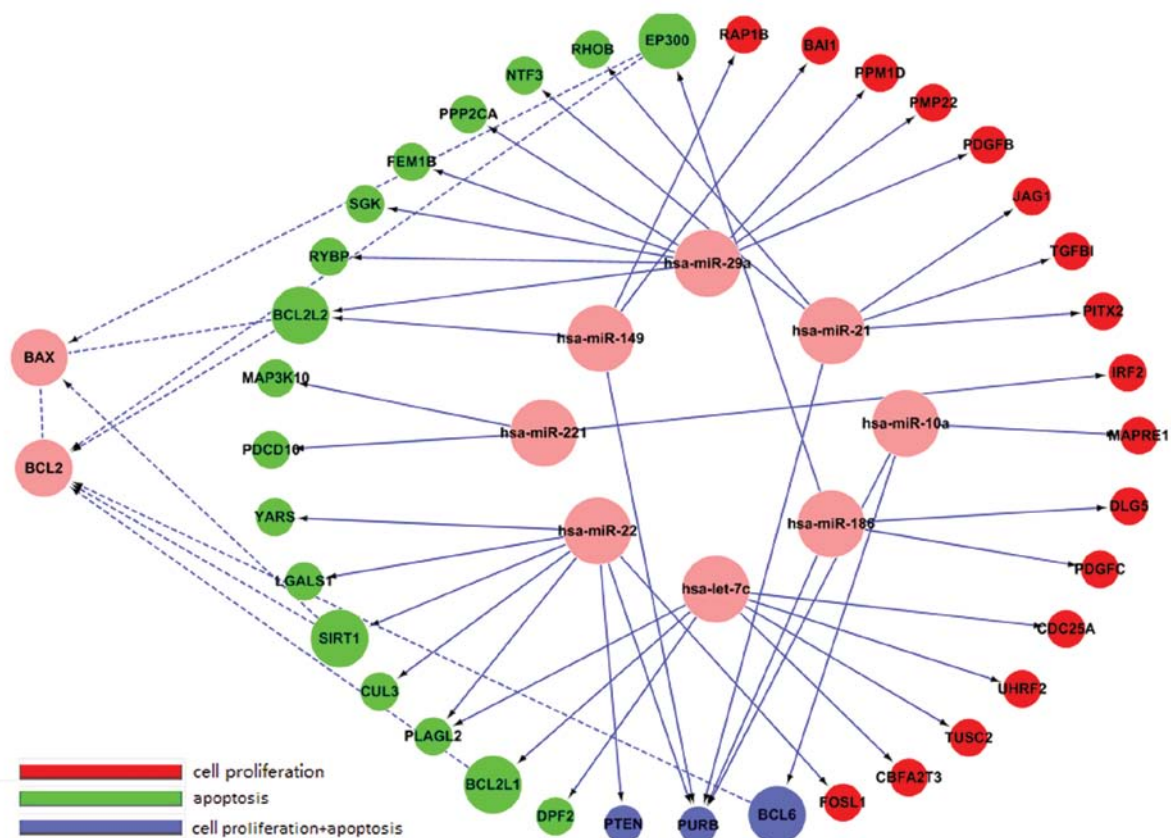 EP300
RAP1B
RHOB
BAI1
NTF3
PPM1D
PPP2CA
PMP22
PDGFB
FEM1B
SGK
JAG1
RYBP
hsa-miR-29a
TGFBI
BCL2L2
PITX2
hsa-miR-149
hsa-miR-21
BAX
MAP3K10
IRF2
hsa-miR-221
hsa-miR-10a
MAPRE1
PDCD10
BCL2
YARS
hsa-miR-22
hsa-miR-186
DLG5
LGALS1
PDGFC
hsa-let-7c
SIRT1
CDC25A
CUL3
UHRF2
PLAGL2
TUSC2
BCL2L1
CBFA2T3
DPF2
PTEN
PURB
BCL6
FOSL1
cell proliferation
apoptosis
cell proliferation+apoptosis